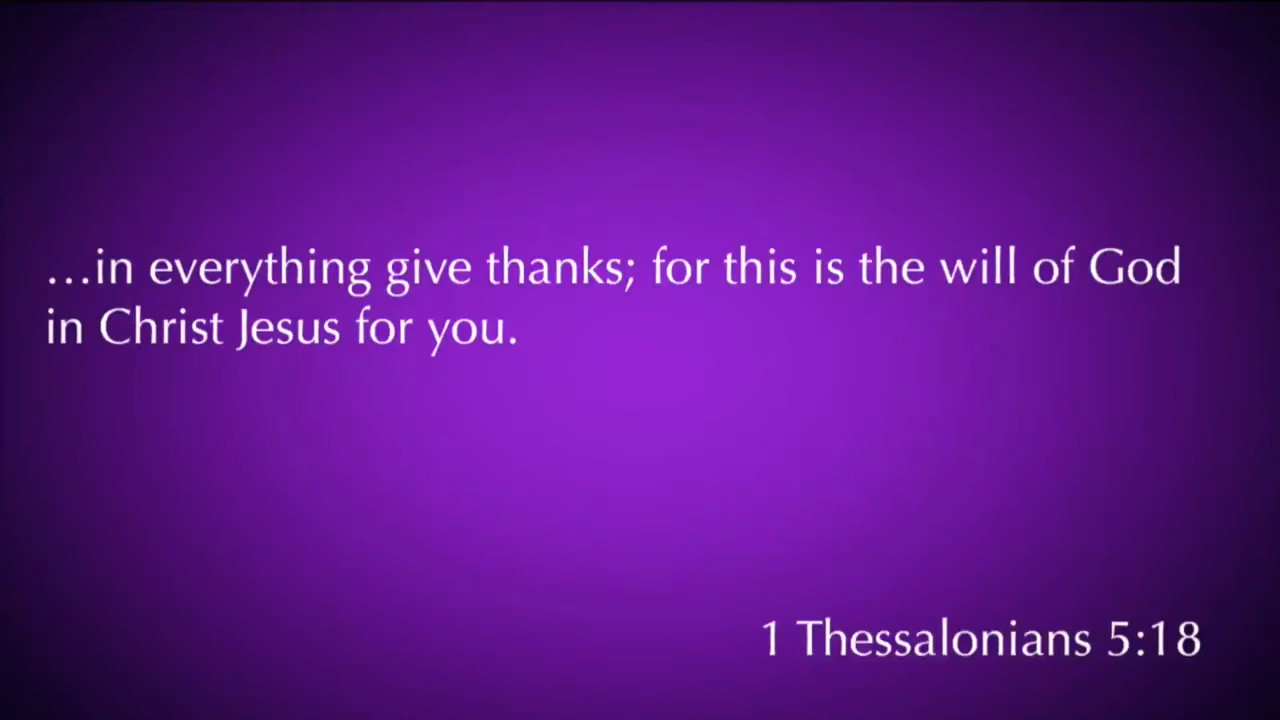 …in everything give thanks; for this is the will of God
in Christ Jesus for you.
1 Thessalonians 5:18